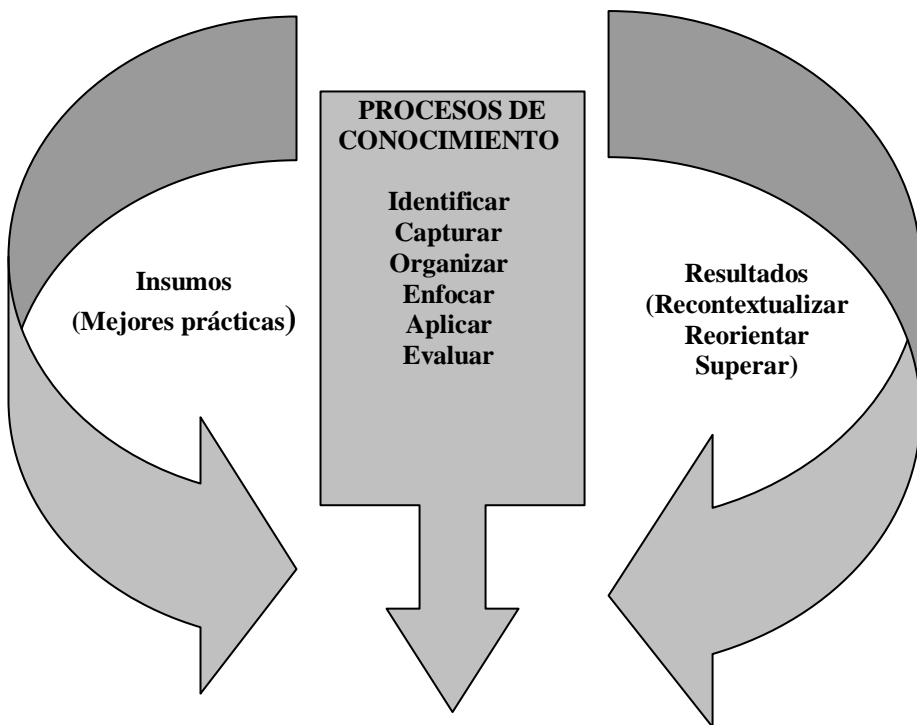 PROCESOS DE
CONOCIMIENTO
Identificar
Capturar
Organizar
Enfocar
Aplicar
Evaluar
Insumos
(Mejores prácticas)
Resultados
(Recontextualizar
Reorientar
Superar)